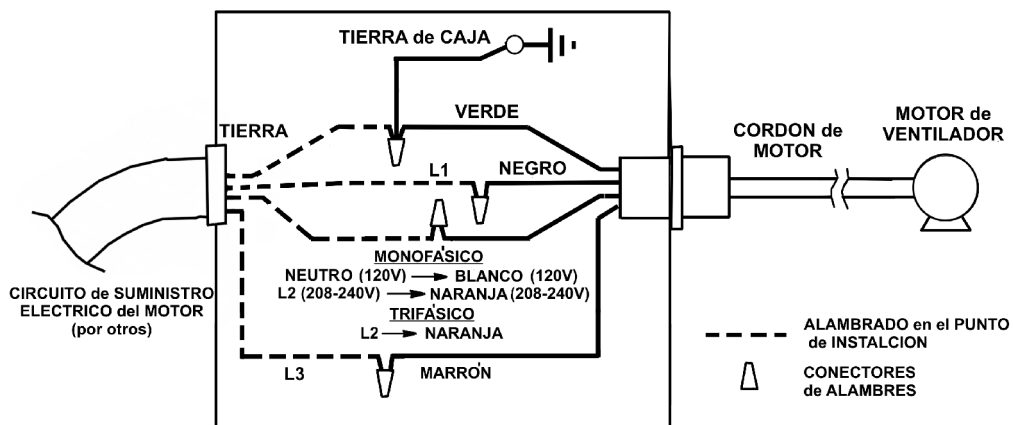 TIERRA de CAJA
VERDE
TIERRA
CORDON de
MOTOR
MOTOR de
VENTILADOR
L1
NEGRO
MONOFASICO
NEUTRO (120V) → BLANCO (120V)
L2 (208-240V) → NARANJA (208-240V)
TRIFASICO
L2 → NARANJA
CIRCUITO de SUMINISTRO
ELECTRICO del MOTOR
(por otros)
L3
MARRON
ALAMBRADO en el PUNTO
de INSTALCION
CONECTORES
de ALAMBRES